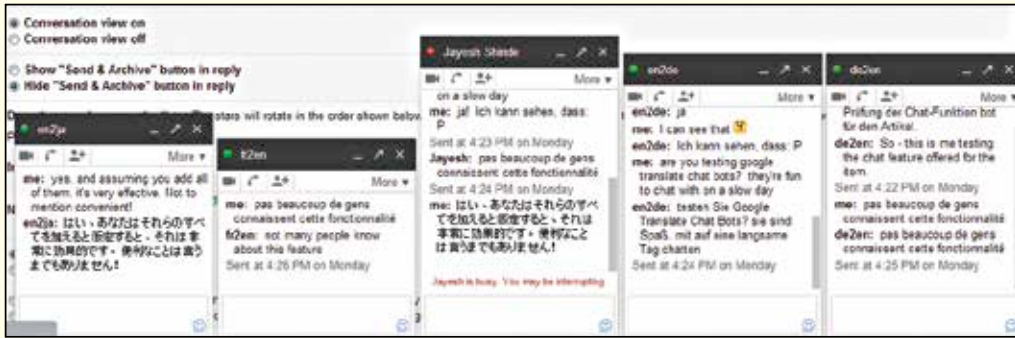 Conversation view on
Conversation view off
Show "Send & Archive" button in reply
Hide "Send & Archive" button in reply
stars will rotate in the order shown below
en2ja
More
me: yes. and assuming you add all
of them. it's very effective. Not to
mention convenient!
en2ja: はい、あなたはそれらのすべ
てを加えると仮定すると、それは非
常に効果的です。便利なことは言う
までもありません!
fr2en
More
me: pas beaucoup de gens
connaissent cette fonctionnalité
fr2en: not many people know
about this feature
Sent at 4:26 PM on Monday
Jayesh Shinde
More
on a slow day
me: ja! Ich kann sehen, dass:
P
Sent at 4:23 PM on Monday
Jayesh: pas beaucoup de gens
connaissent cette fonctionnalité
Sent at 4:24 PM on Monday
me: はい、あなたはそれらのすべ
てを加えると仮定すると、それは
非常に効果的です。便利なこと
は言うまでもありません!
Jayesh is busy. You may be interrupting
en2de
More
en2de: ja
me: I can see that
en2de: Ich kann sehen, dass: P
me: are you testing google
translate chat bots? they're fun
to chat with on a slow day
en2de: testen Sie Google
Translate Chat Bots? sie sind
Spaß, mit auf eine langsame
Tag chatten
Sent at 4:24 PM on Monday
de2en
More
Prüfung der Chat-Funktion bot
für den Artikel.
de2en: So - this is me testing
the chat feature offered for the
item.
Sent at 4:22 PM on Monday
me: pas beaucoup de gens
connaissent cette fonctionnalité
de2en: pas beaucoup de gens
connaissent cette fonctionnalité
Sent at 4:25 PM on Monday